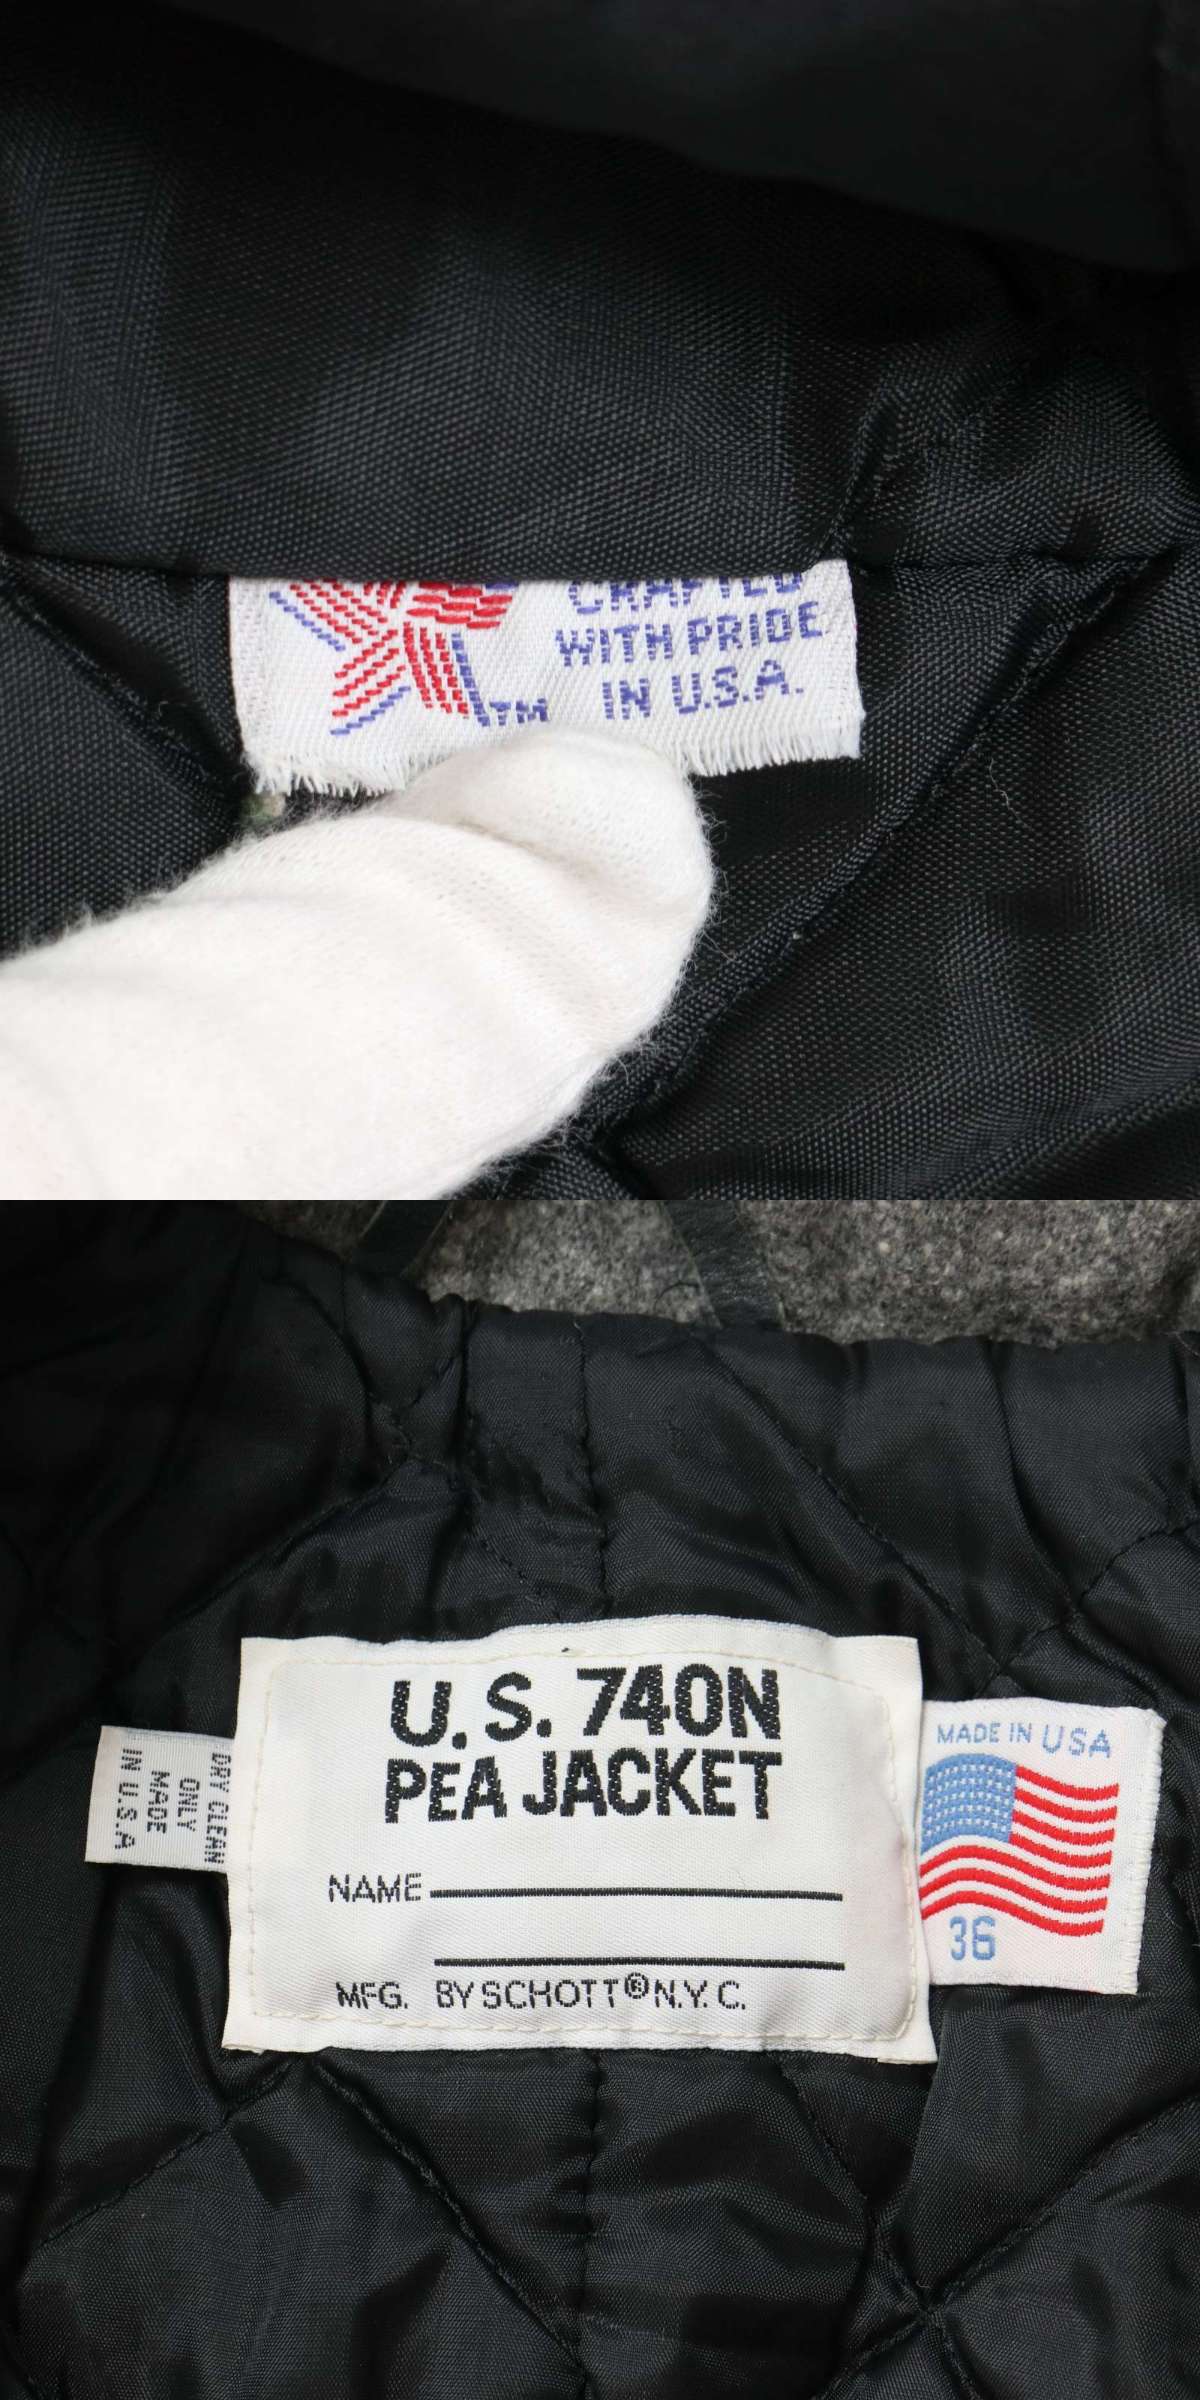 CRAFTED
WITH PRIDE
IN U.S.A.
TM
U.S. 740N
PEA JACKET
NAME
MFG. BY SCHOTT® N.Y.C.
DRY CLEAN
ONLY
MADE
IN U.S.A
MADE IN USA
36